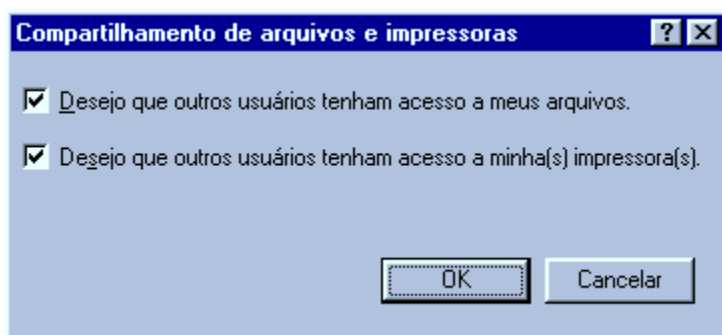 Compartilhamento de arquivos e impressoras
Desejo que outros usuários tenham acesso a meus arquivos.
Desejo que outros usuários tenham acesso a minha(s) impressora(s).
OK Cancelar